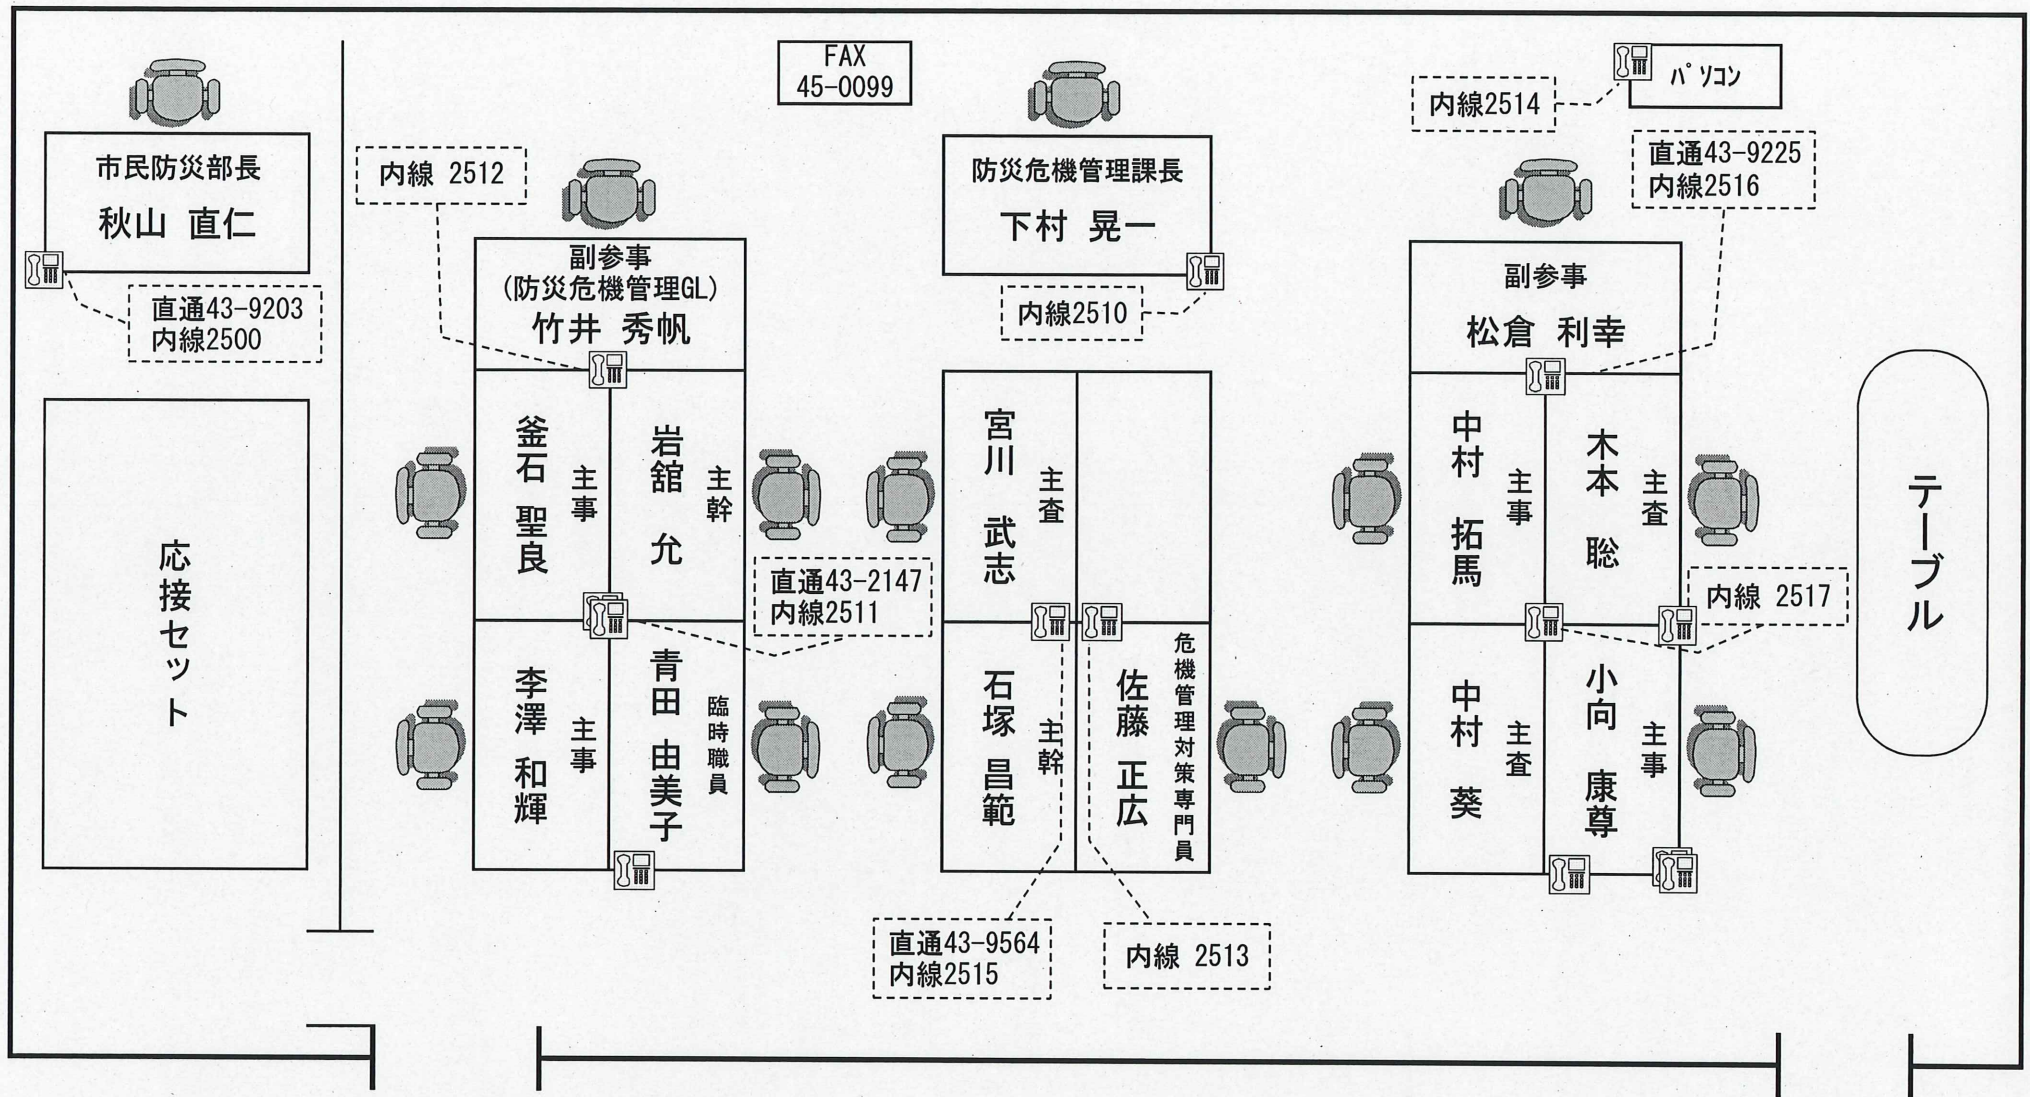 FAX
45-0099
パソコン
内線2514
市民防災部長
秋山 直仁
直通43-9203
内線2500
応接セット
内線 2512
副参事
(防災危機管理GL)
竹井 秀帆
釜石 聖良
主事
岩舘 允
主幹
直通43-2147
内線2511
李澤 和輝
主事
青田 由美子
臨時職員
防災危機管理課長
下村 晃一
内線2510
宮川 武志
主査
石塚 昌範
主幹
佐藤 正広
危機管理対策専門員
直通43-9564
内線2515
内線 2513
直通43-9225
内線2516
副参事
松倉 利幸
中村 拓馬
主事
木本 聡
主査
内線 2517
中村 葵
主査
小向 康尊
主事
テーブル